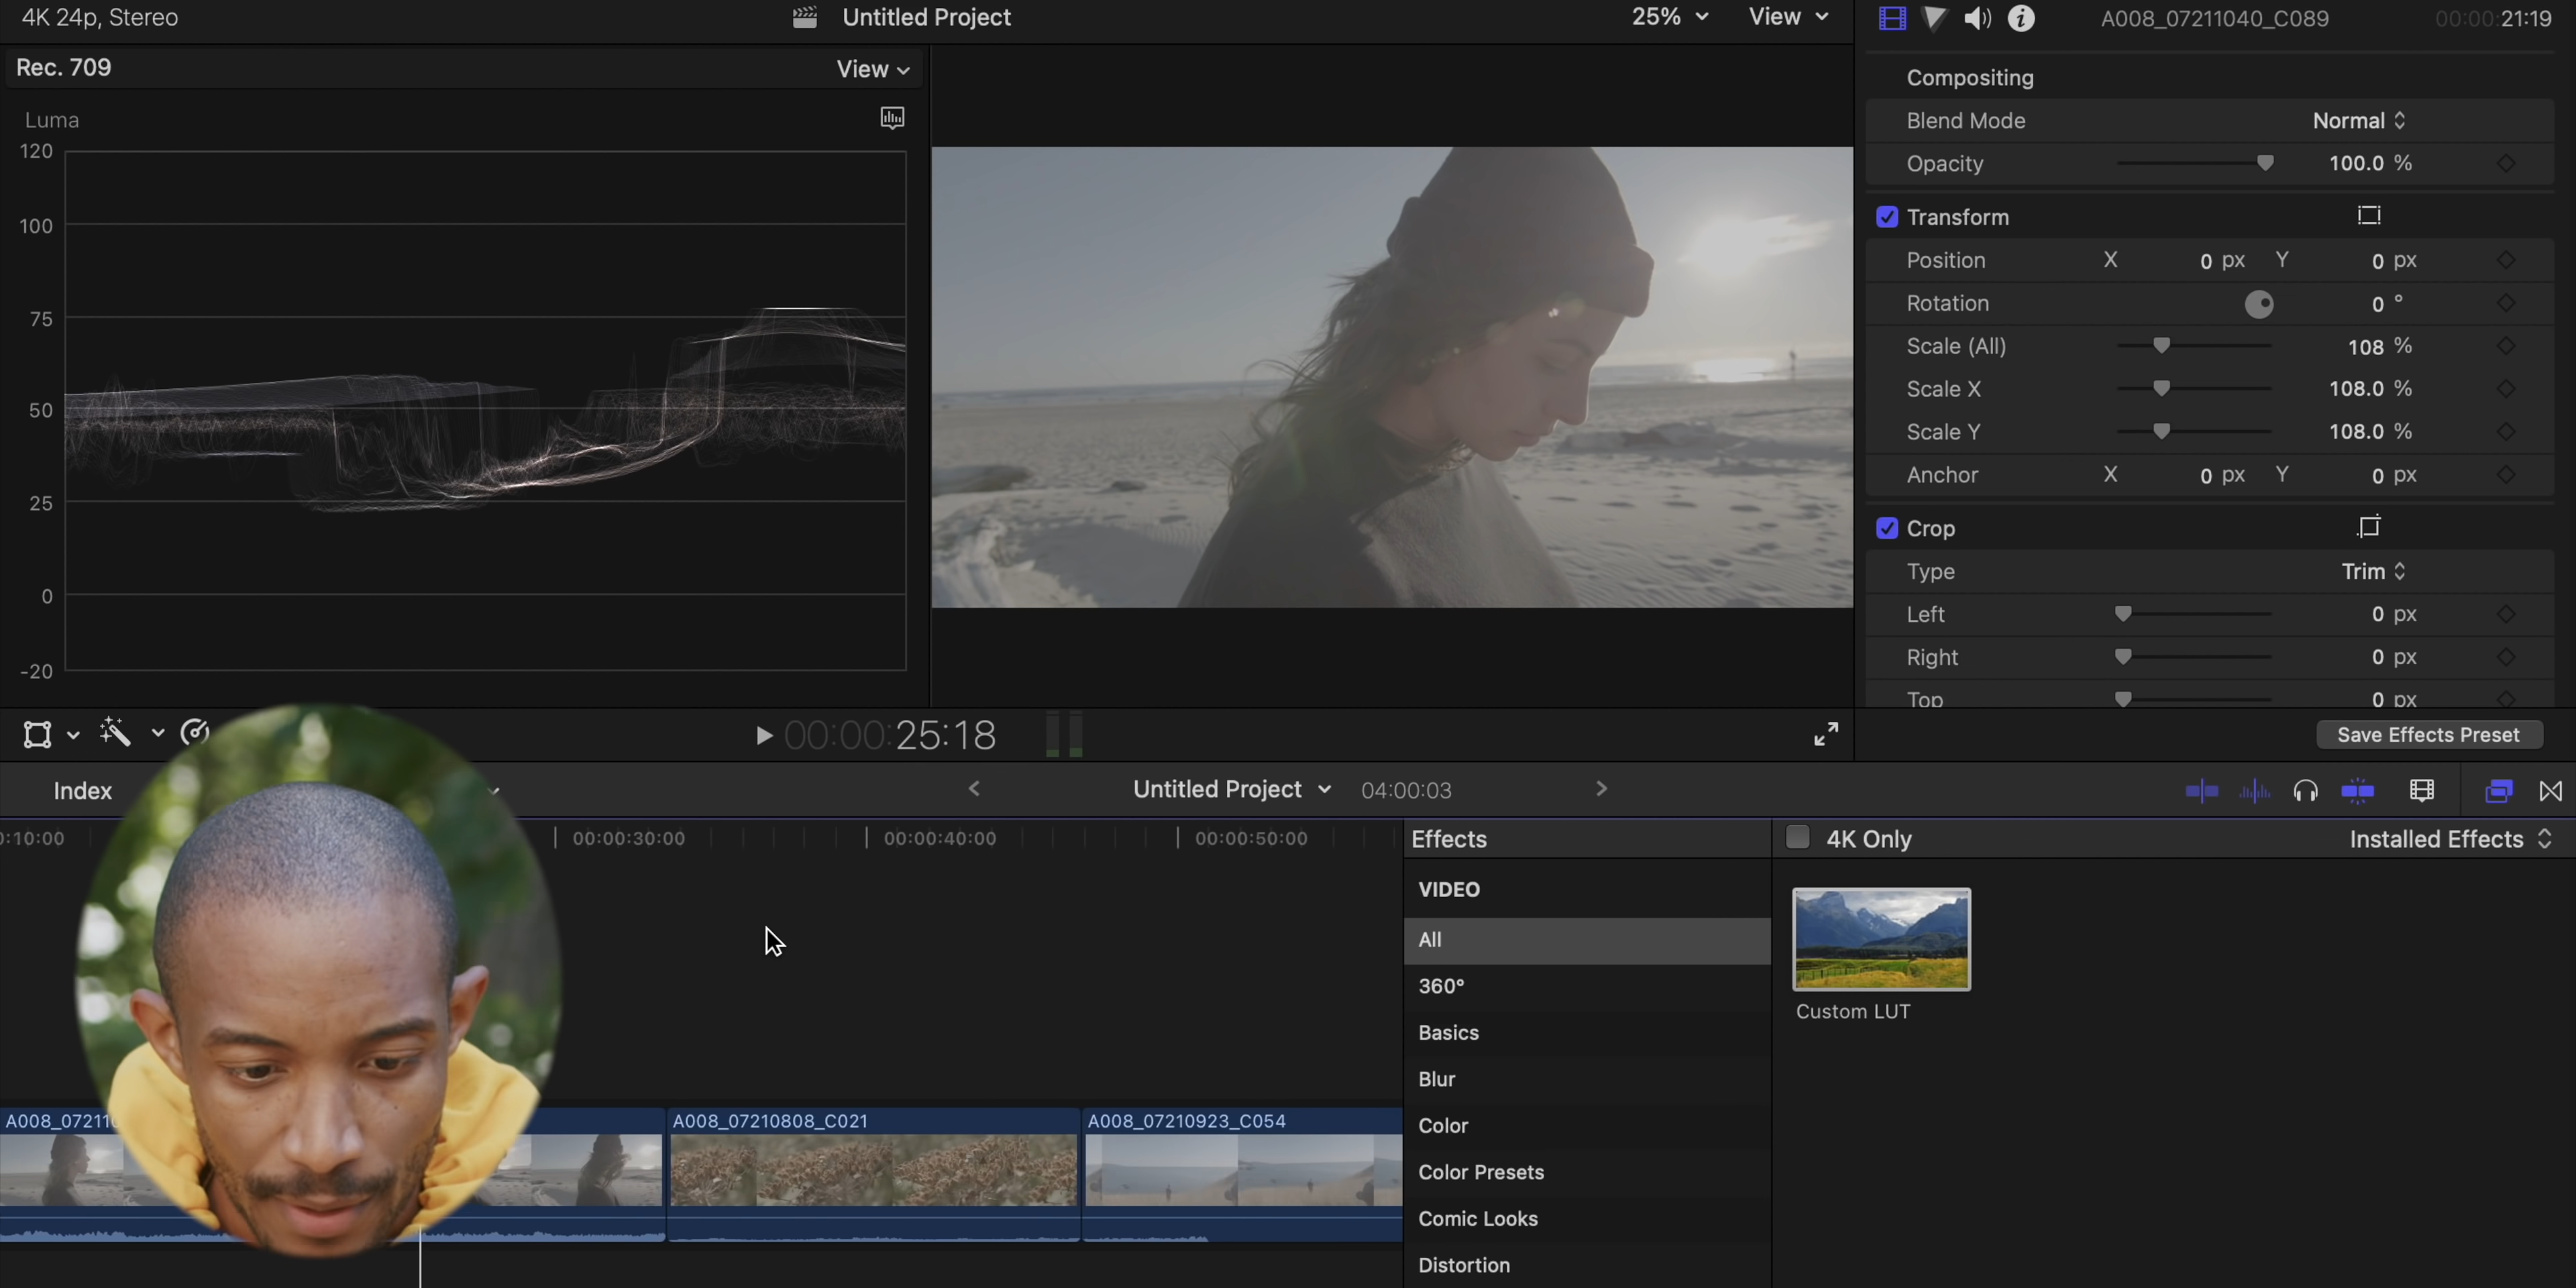 4K 24p, Stereo
Untitled Project
25%
View
A008_07211040_C089
00:00:21:19
Rec. 709
View
Luma
120
100
75
50
25
0
-20
Compositing
Blend Mode Normal
Opacity 100.0 %
Transform
Position X 0 px Y 0 px
Rotation 0 °
Scale (All) 108 %
Scale X 108.0 %
Scale Y 108.0 %
Anchor X 0 px Y 0 px
Crop
Type Trim
Left 0 px
Right 0 px
Top 0 px
00:00:25:18
Save Effects Preset
Index
Untitled Project
04:00:03
00:00:30:00
00:00:40:00
00:00:50:00
Effects
4K Only
Installed Effects
VIDEO
All
360°
Basics
Blur
Color
Color Presets
Comic Looks
Distortion
Custom LUT
A008_07210808_C021
A008_07210923_C054